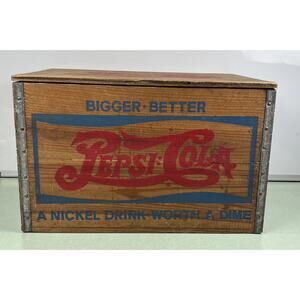 BIGGER·BETTER
PEPSI:COLA
A NICKEL DRINK-WORTH A DIME